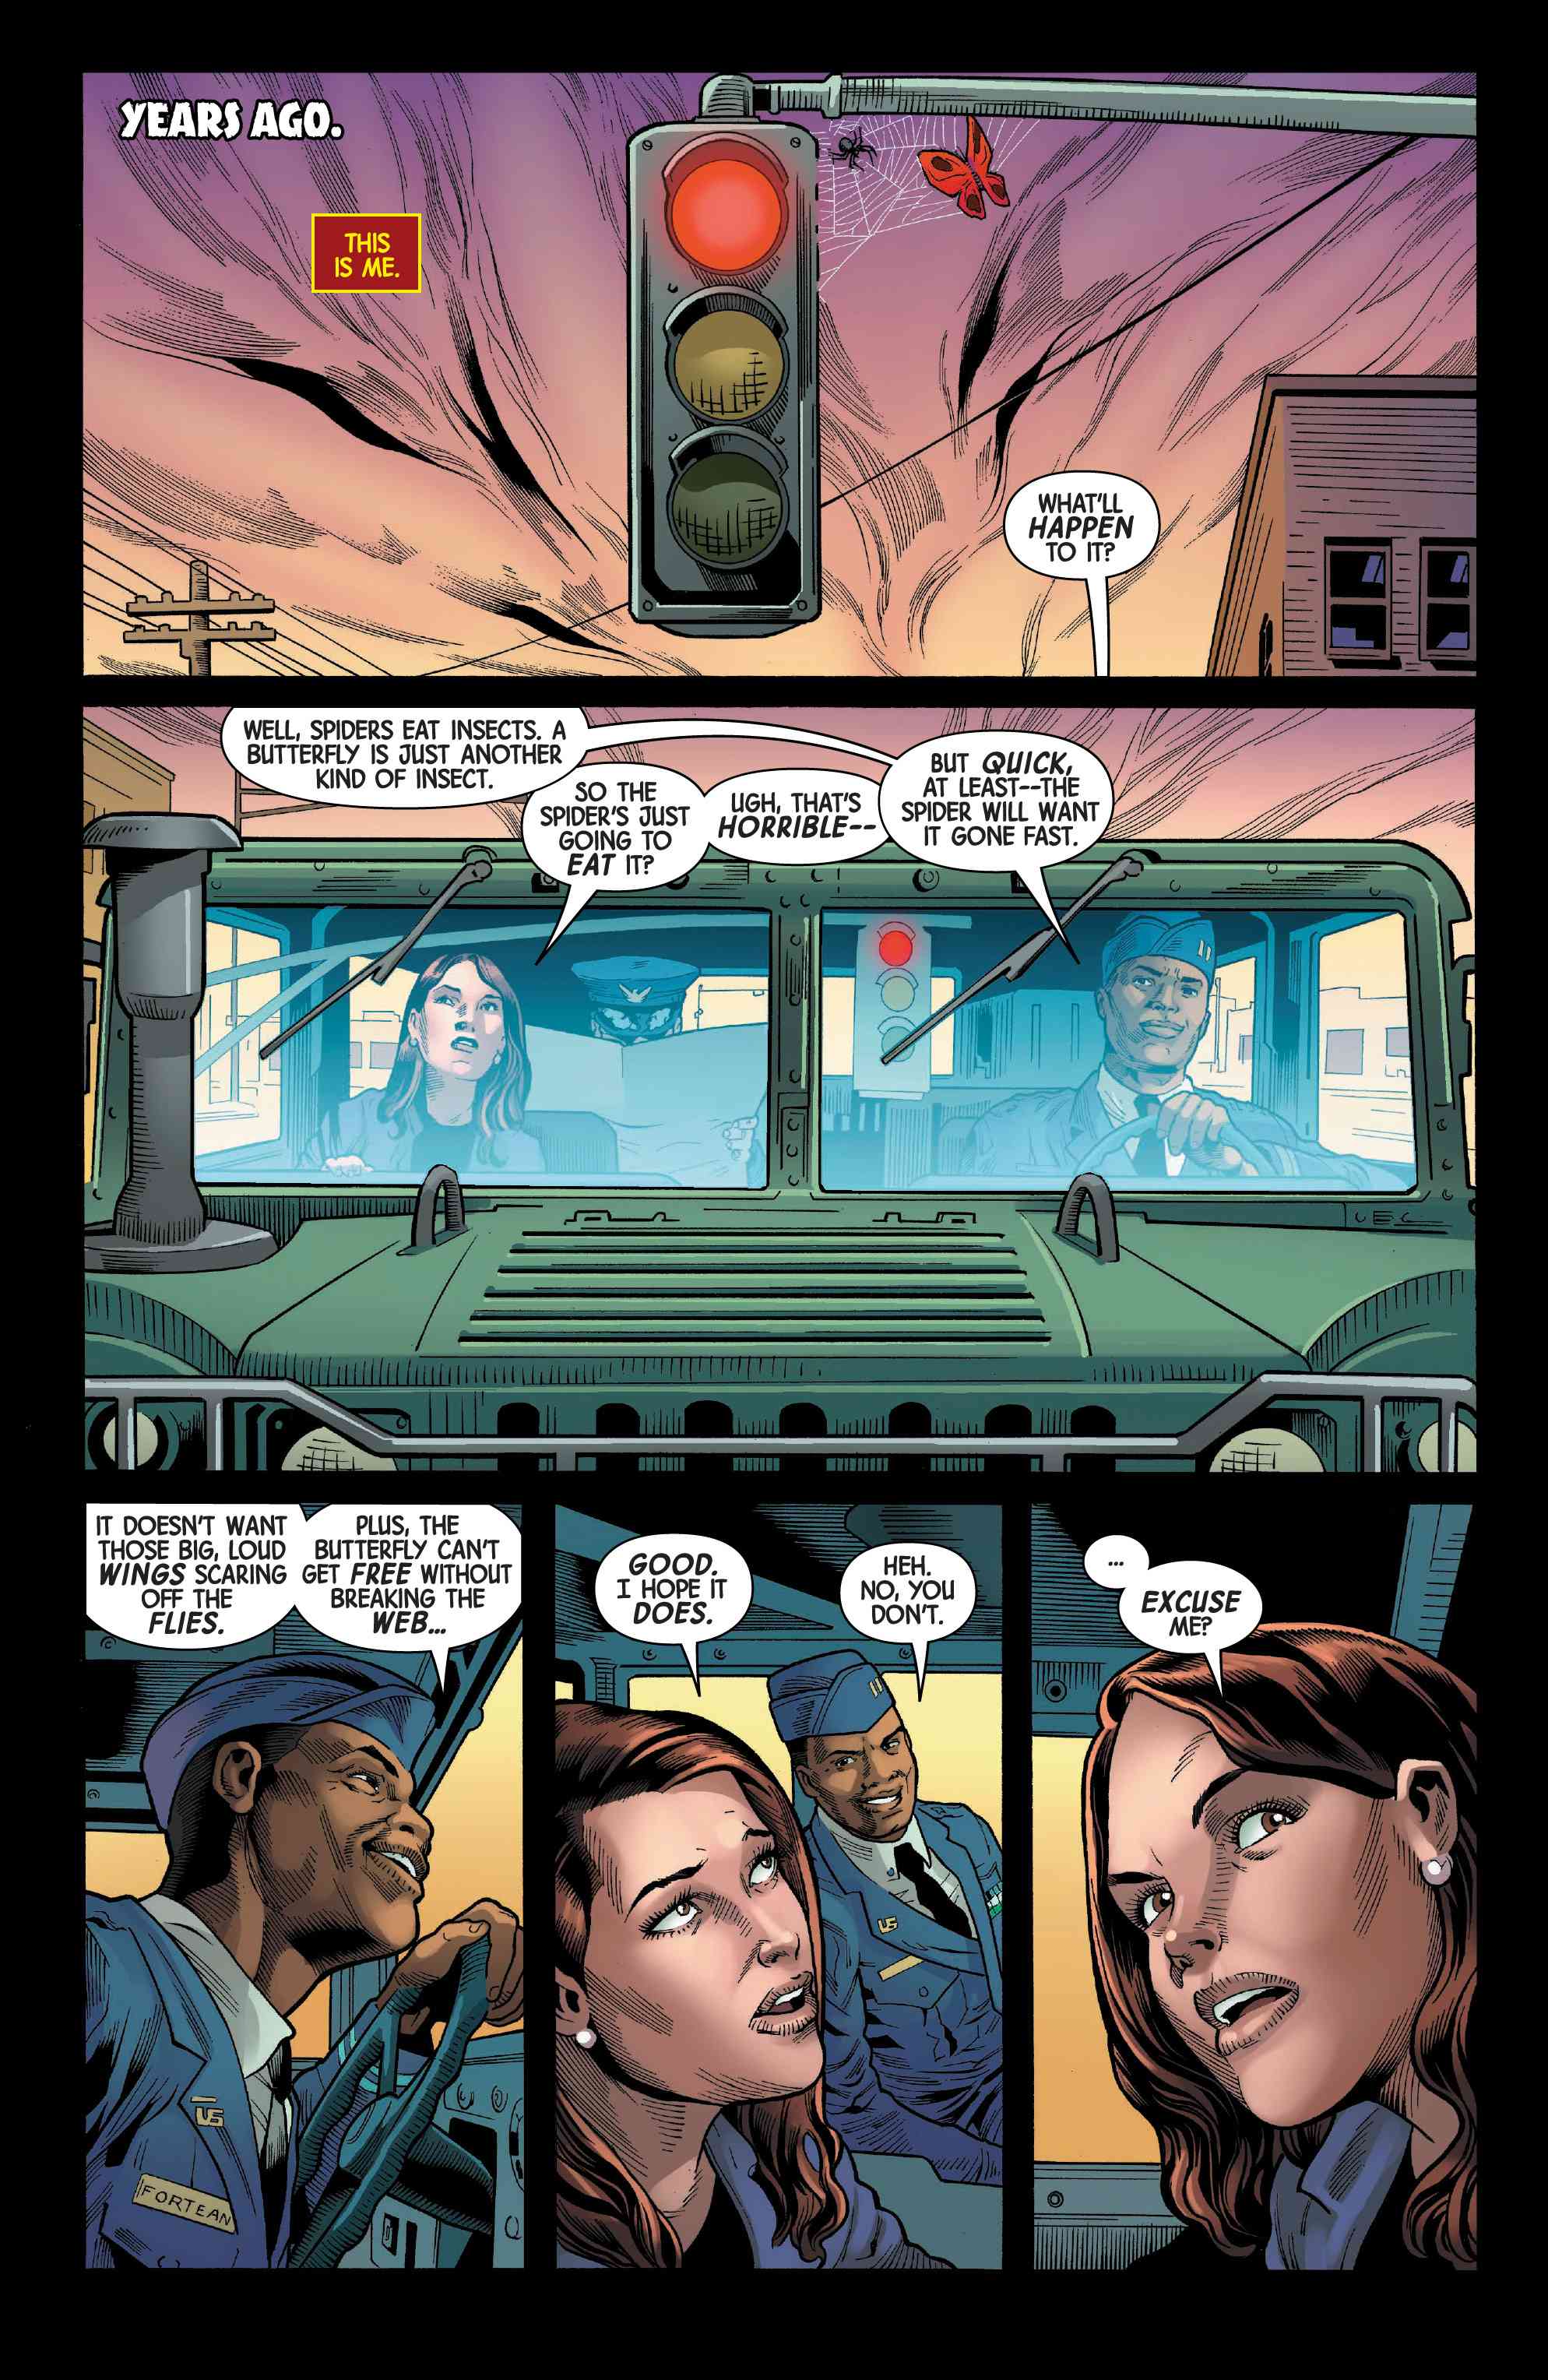 YEARS AGO.
THIS
IS ME.
WHAT'LL
HAPPEN
TO IT?
WELL, SPIDERS EAT INSECTS. A
BUTTERFLY IS JUST ANOTHER
KIND OF INSECT.
SO THE
SPIDER'S JUST
GOING TO
EAT IT?
UGH, THAT'S
HORRIBLE--
BUT QUICK,
AT LEAST--THE
SPIDER WILL WANT
IT GONE FAST.
IT DOESN'T WANT
THOSE BIG, LOUD
WINGS SCARING
OFF THE
FLIES.
PLUS, THE
BUTTERFLY CAN'T
GET FREE WITHOUT
BREAKING THE
WEB...
US
FORTEAN
GOOD.
I HOPE IT
DOES.
HEH.
NO, YOU
DON'T.
US
...
EXCUSE
ME?